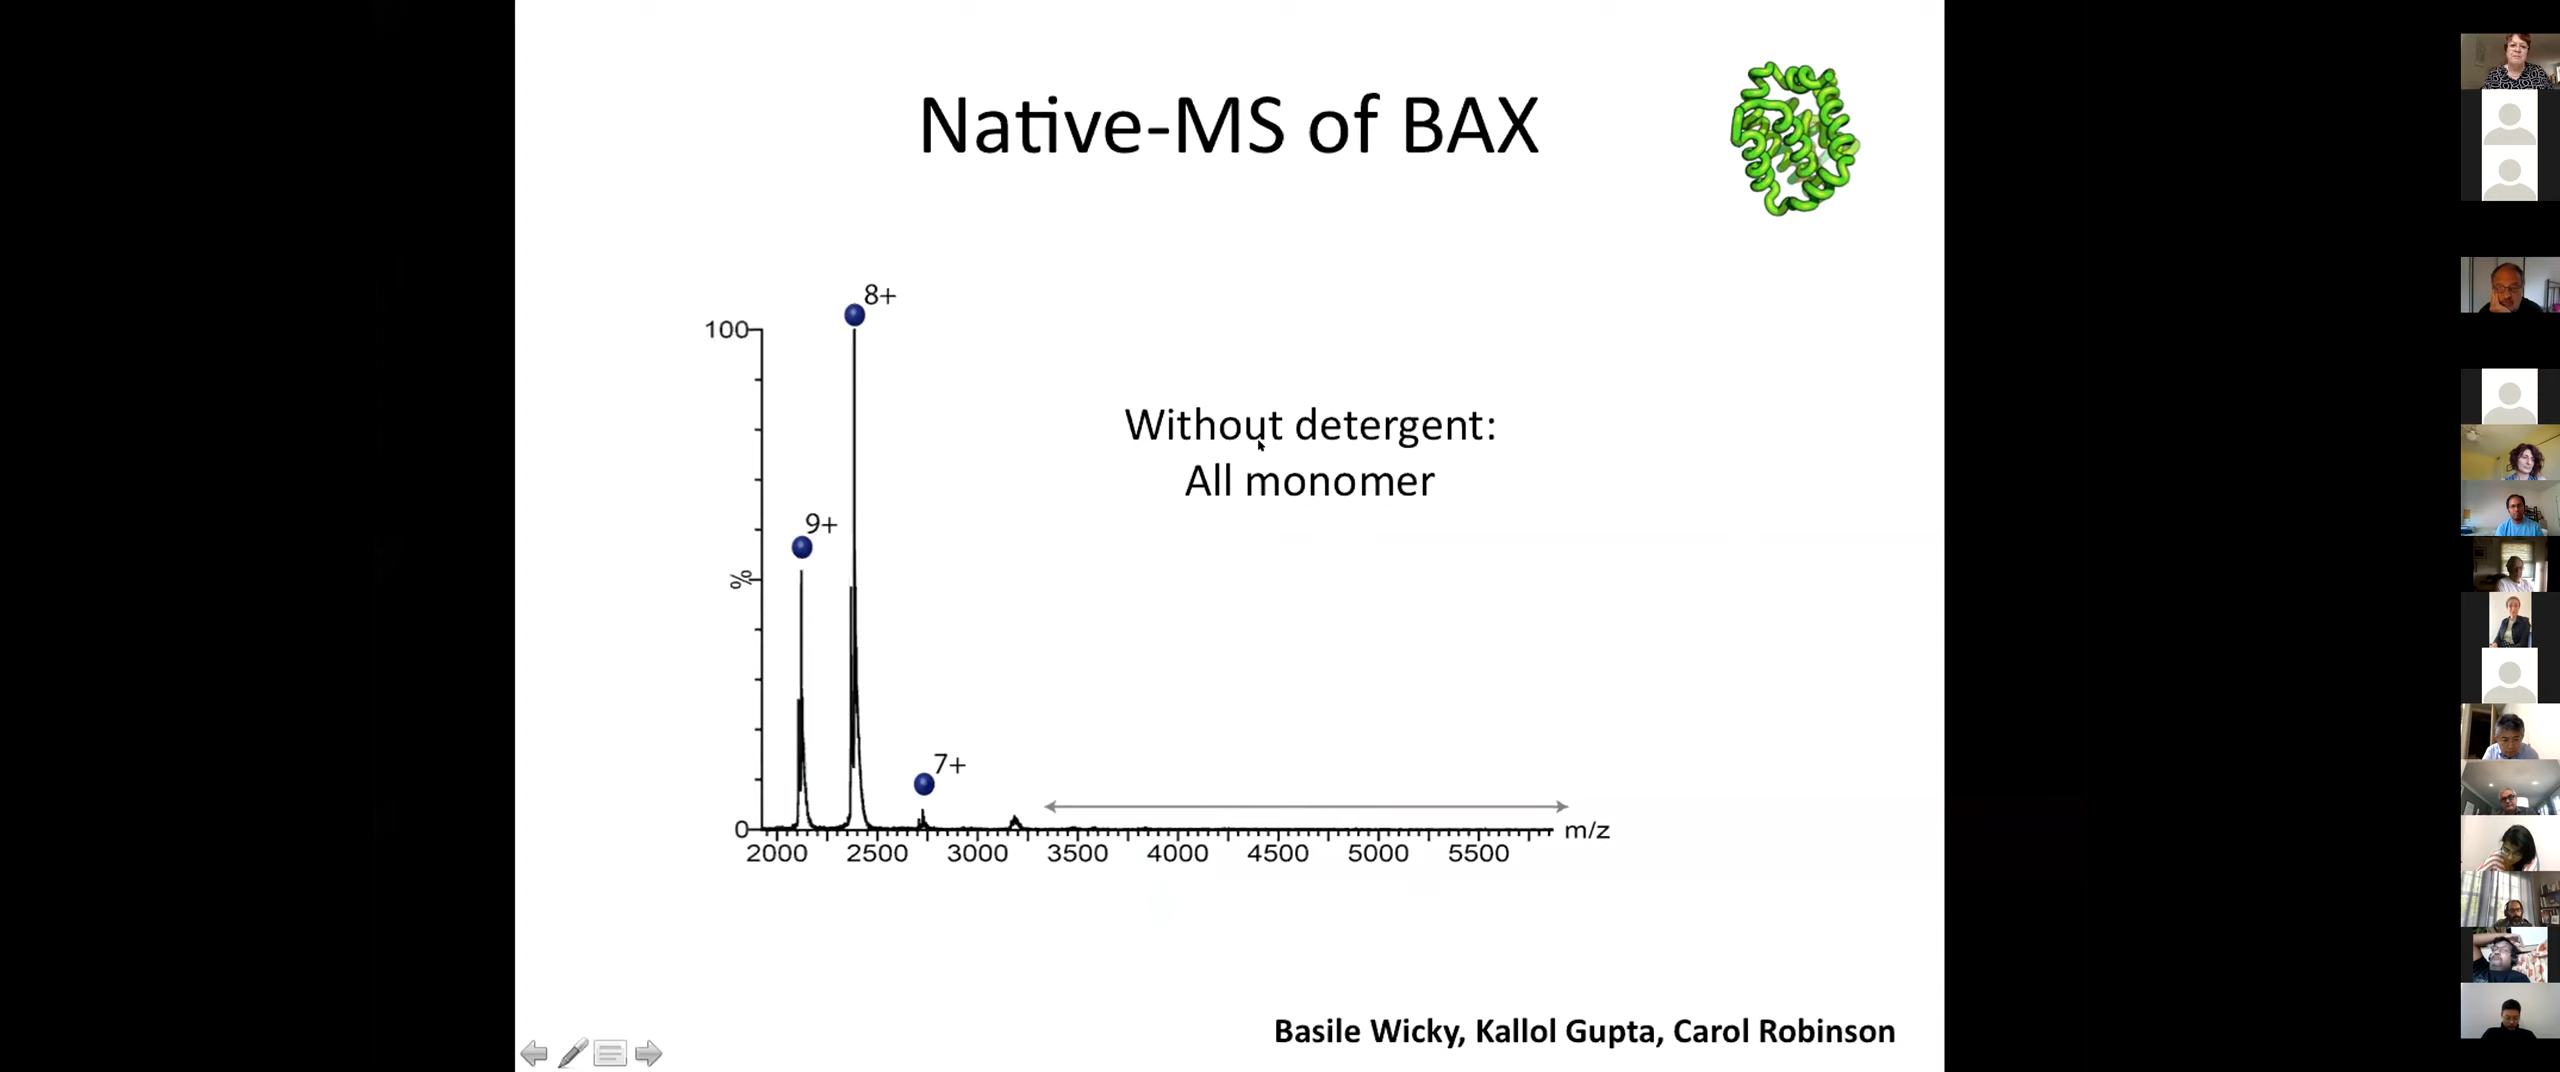 Native-MS of BAX
8+
100
Without detergent:
All monomer
9+
%
7+
0
m/z
2000 2500 3000 3500 4000 4500 5000 5500
Basile Wicky, Kallol Gupta, Carol Robinson